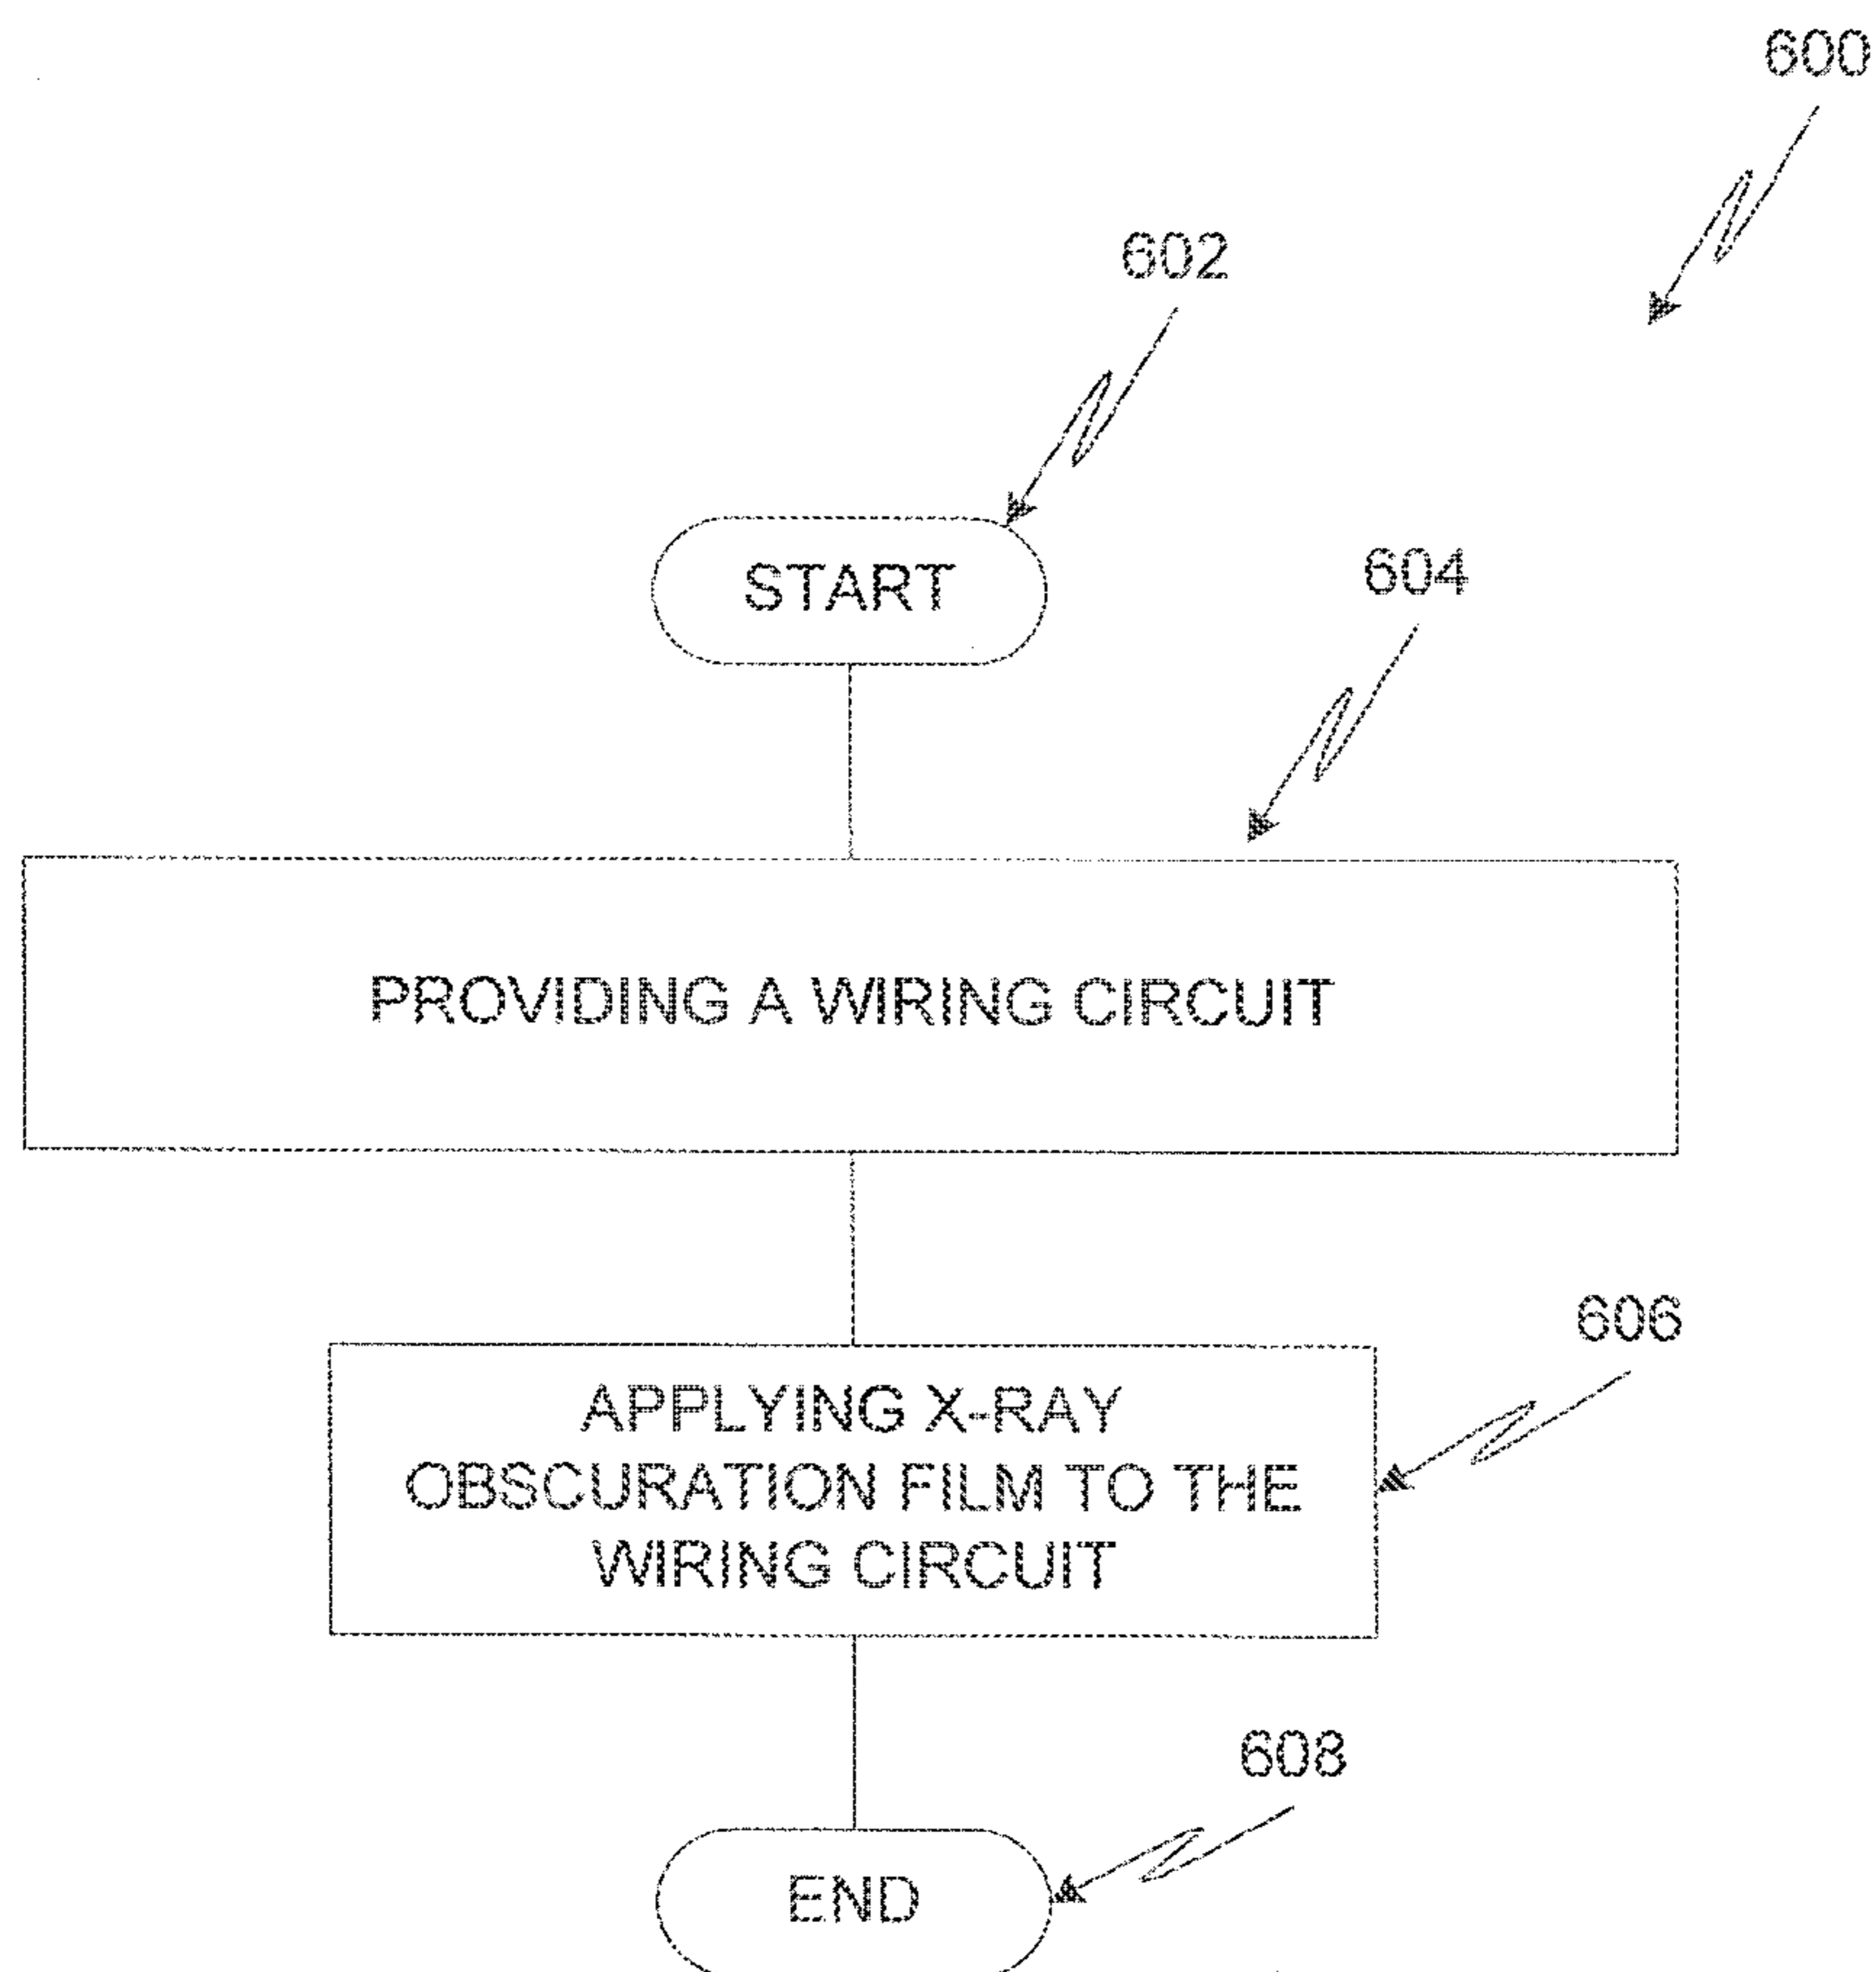 600
602
START
604
PROVIDING A WIRING CIRCUIT
606
APPLYING X-RAY
OBSCURATION FILM TO THE
WIRING CIRCUIT
608
END